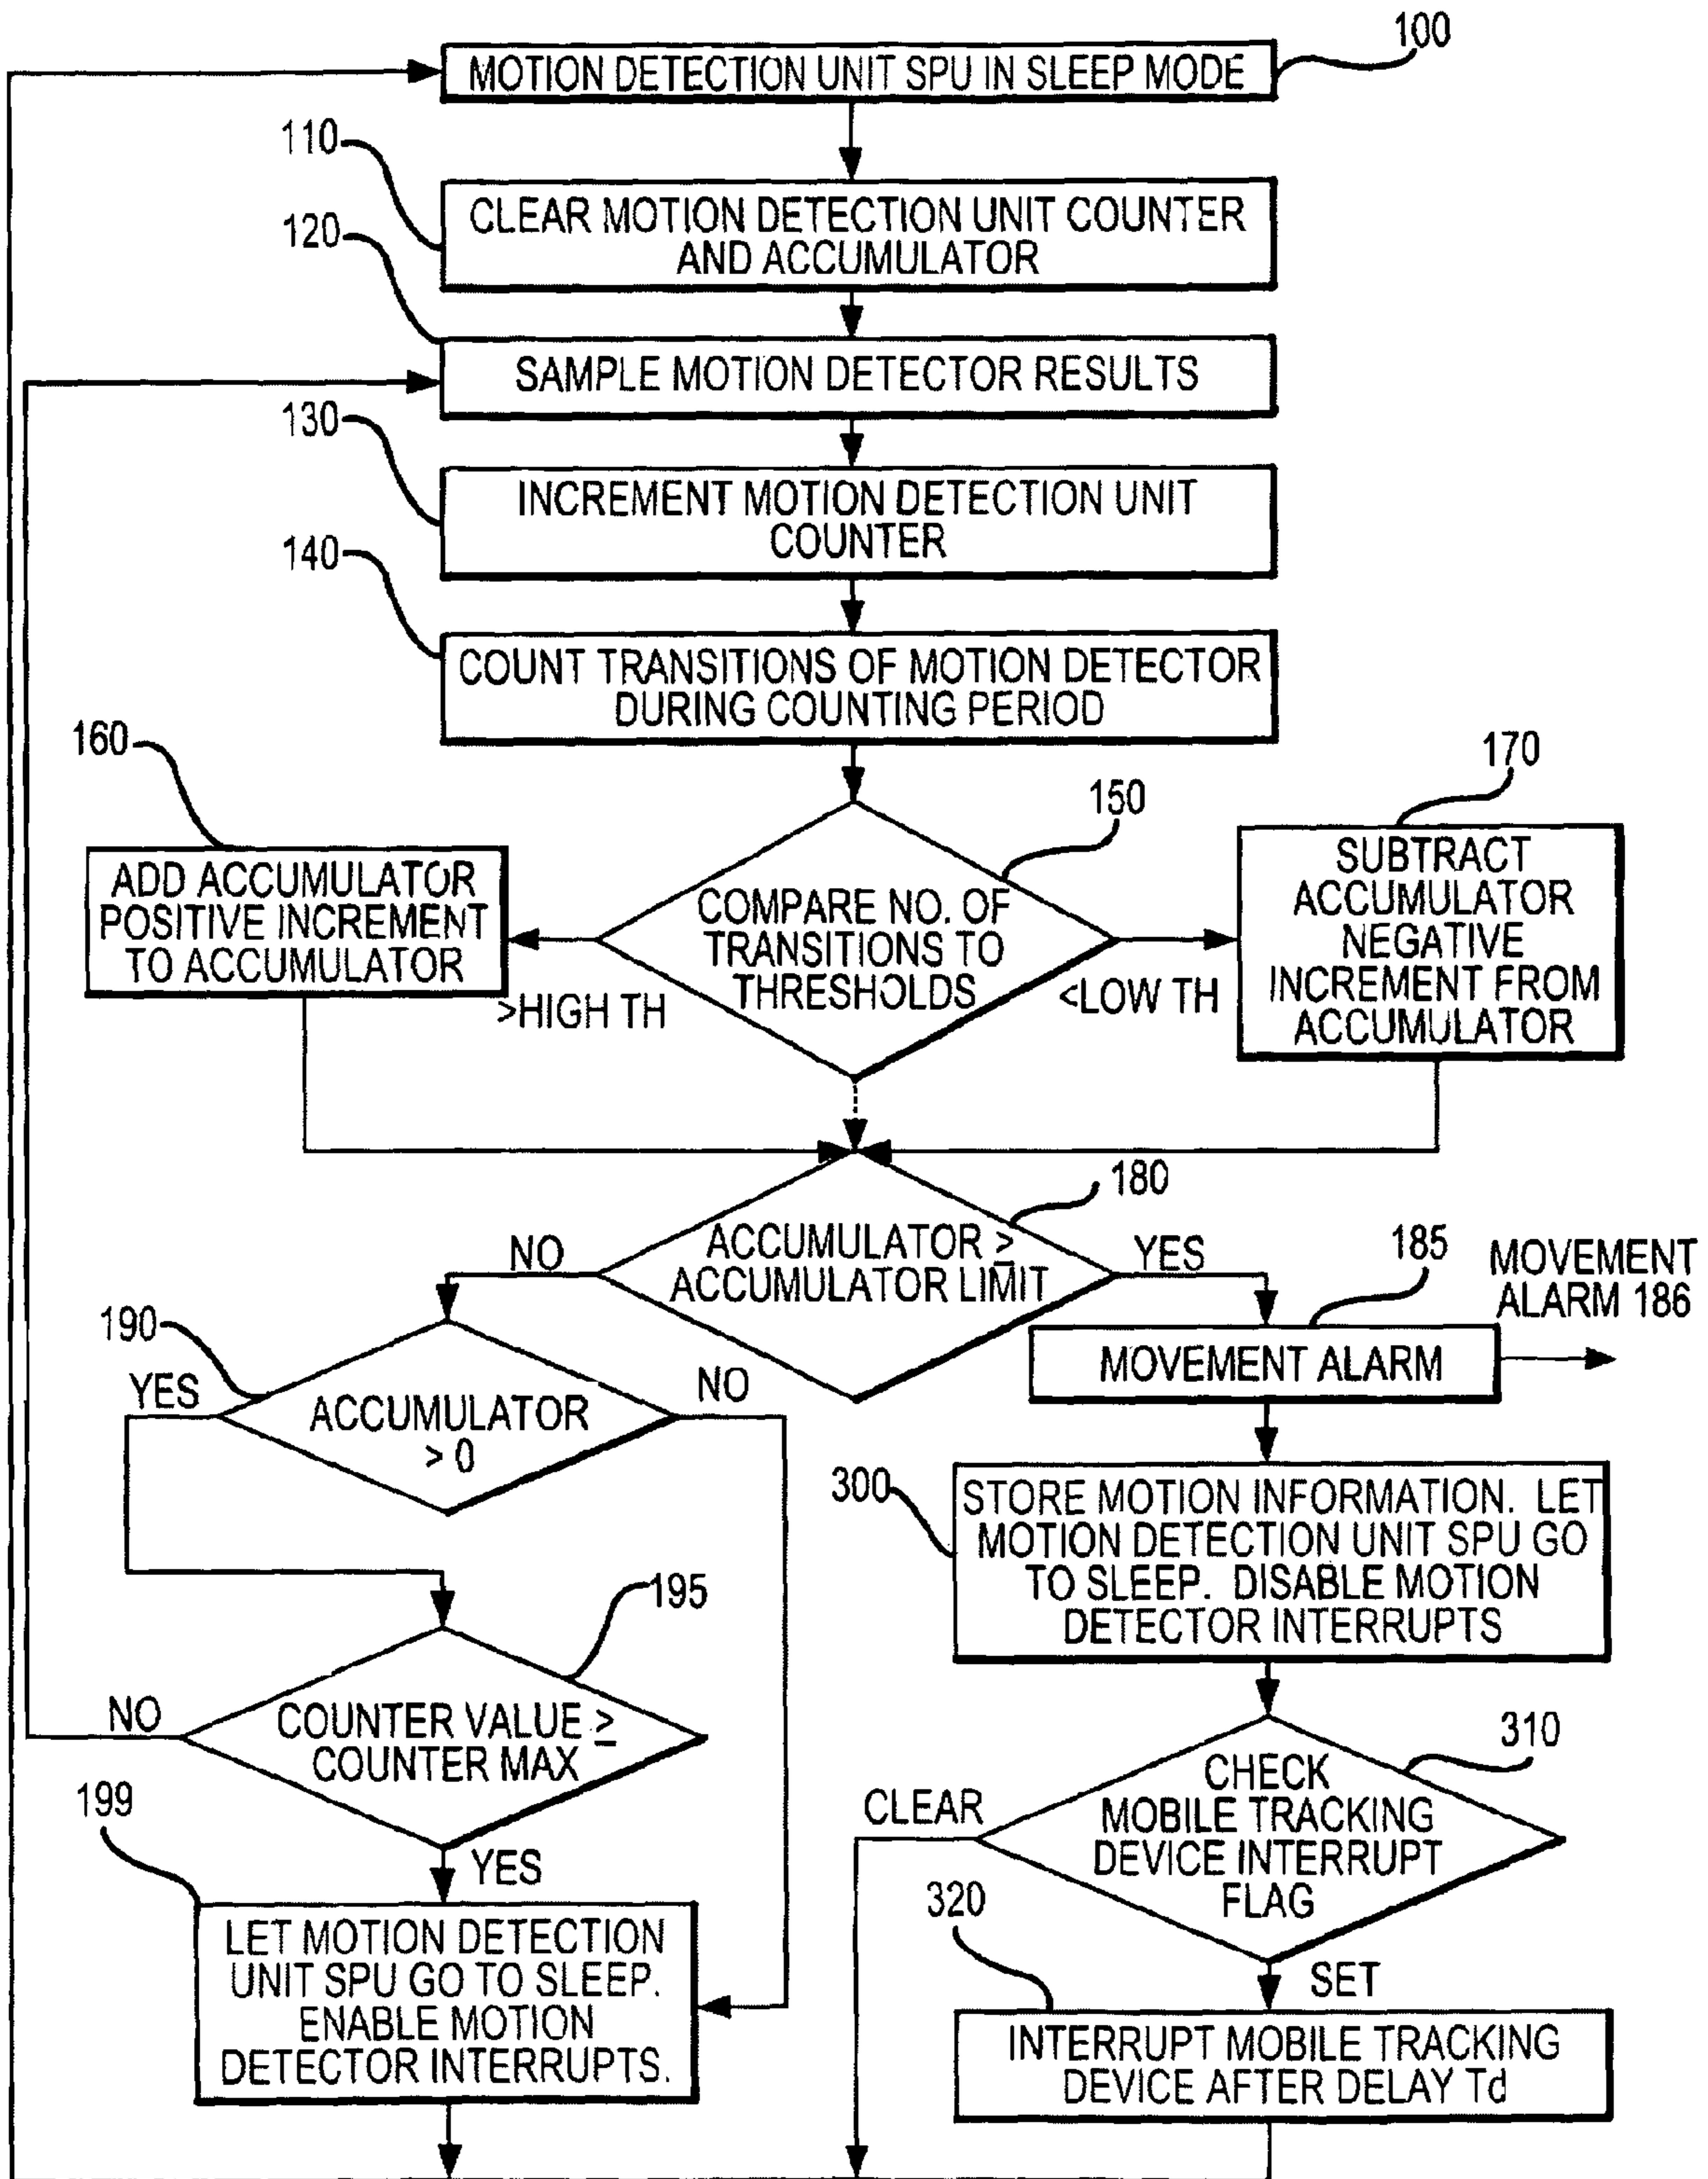 100
MOTION DETECTION UNIT SPU IN SLEEP MODE
110
CLEAR MOTION DETECTION UNIT COUNTER
AND ACCUMULATOR
120
SAMPLE MOTION DETECTOR RESULTS
130
INCREMENT MOTION DETECTION UNIT
COUNTER
140
COUNT TRANSITIONS OF MOTION DETECTOR
DURING COUNTING PERIOD
150
COMPARE NO. OF
TRANSITIONS TO
THRESHOLDS
>HIGH TH
<LOW TH
160
ADD ACCUMULATOR
POSITIVE INCREMENT
TO ACCUMULATOR
170
SUBTRACT
ACCUMULATOR
NEGATIVE
INCREMENT FROM
ACCUMULATOR
180
ACCUMULATOR ≥
ACCUMULATOR LIMIT
NO
YES
185
MOVEMENT ALARM
MOVEMENT
ALARM 186
190
ACCUMULATOR
> 0
YES
NO
195
COUNTER VALUE ≥
COUNTER MAX
NO
YES
199
LET MOTION DETECTION
UNIT SPU GO TO SLEEP.
ENABLE MOTION
DETECTOR INTERRUPTS.
300
STORE MOTION INFORMATION. LET
MOTION DETECTION UNIT SPU GO
TO SLEEP. DISABLE MOTION
DETECTOR INTERRUPTS
310
CHECK
MOBILE TRACKING
DEVICE INTERRUPT
FLAG
CLEAR
SET
320
INTERRUPT MOBILE TRACKING
DEVICE AFTER DELAY Td